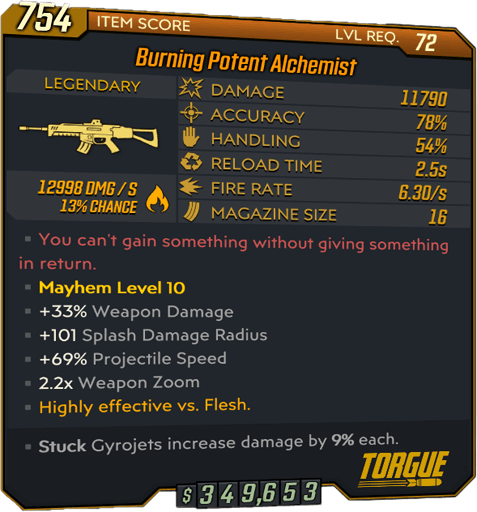 754 ITEM SCORE LVL REQ. 72
Burning Potent Alchemist
LEGENDARY
DAMAGE 11790
ACCURACY 78%
HANDLING 54%
RELOAD TIME 2.5s
12998 DMG / S
13% CHANCE
FIRE RATE 6.30/s
MAGAZINE SIZE 16
You can't gain something without giving something
in return.
Mayhem Level 10
+33% Weapon Damage
+101 Splash Damage Radius
+69% Projectile Speed
2.2x Weapon Zoom
Highly effective vs. Flesh.
Stuck Gyrojets increase damage by 9% each.
TORGUE
$ 349,653